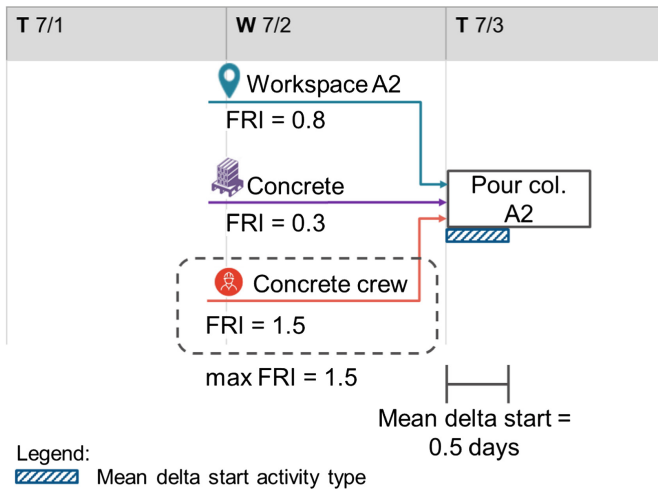 T 7/1
W 7/2
T 7/3
Workspace A2
FRI = 0.8
Concrete
FRI = 0.3
Pour col.
A2
Concrete crew
FRI = 1.5
max FRI = 1.5
Mean delta start =
0.5 days
Legend:
Mean delta start activity type